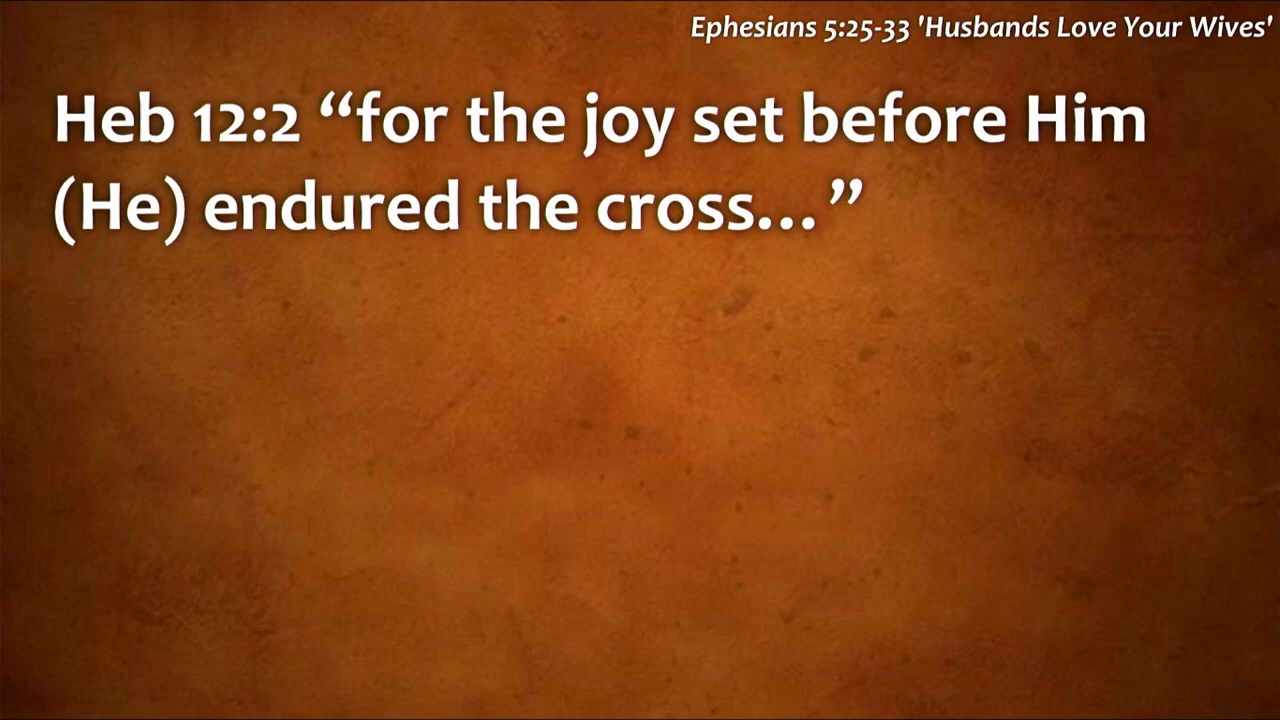 Ephesians 5:25-33 'Husbands Love Your Wives'
Heb 12:2 “for the joy set before Him
(He) endured the cross…”